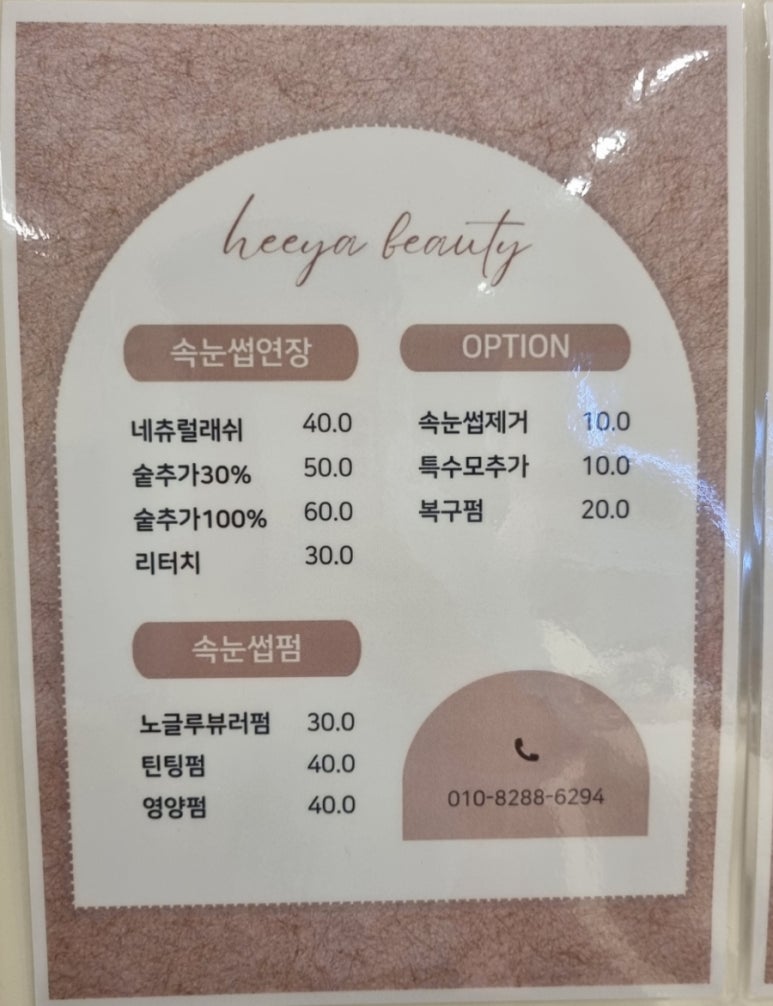 heeya beauty
속눈썹연장
네츄럴래쉬 40.0
숱추가30% 50.0
숱추가100% 60.0
리터치 30.0
OPTION
속눈썹제거 10.0
특수모추가 10.0
복구펌 20.0
속눈썹펌
노글루뷰러펌 30.0
틴팅펌 40.0
영양펌 40.0
010-8288-6294